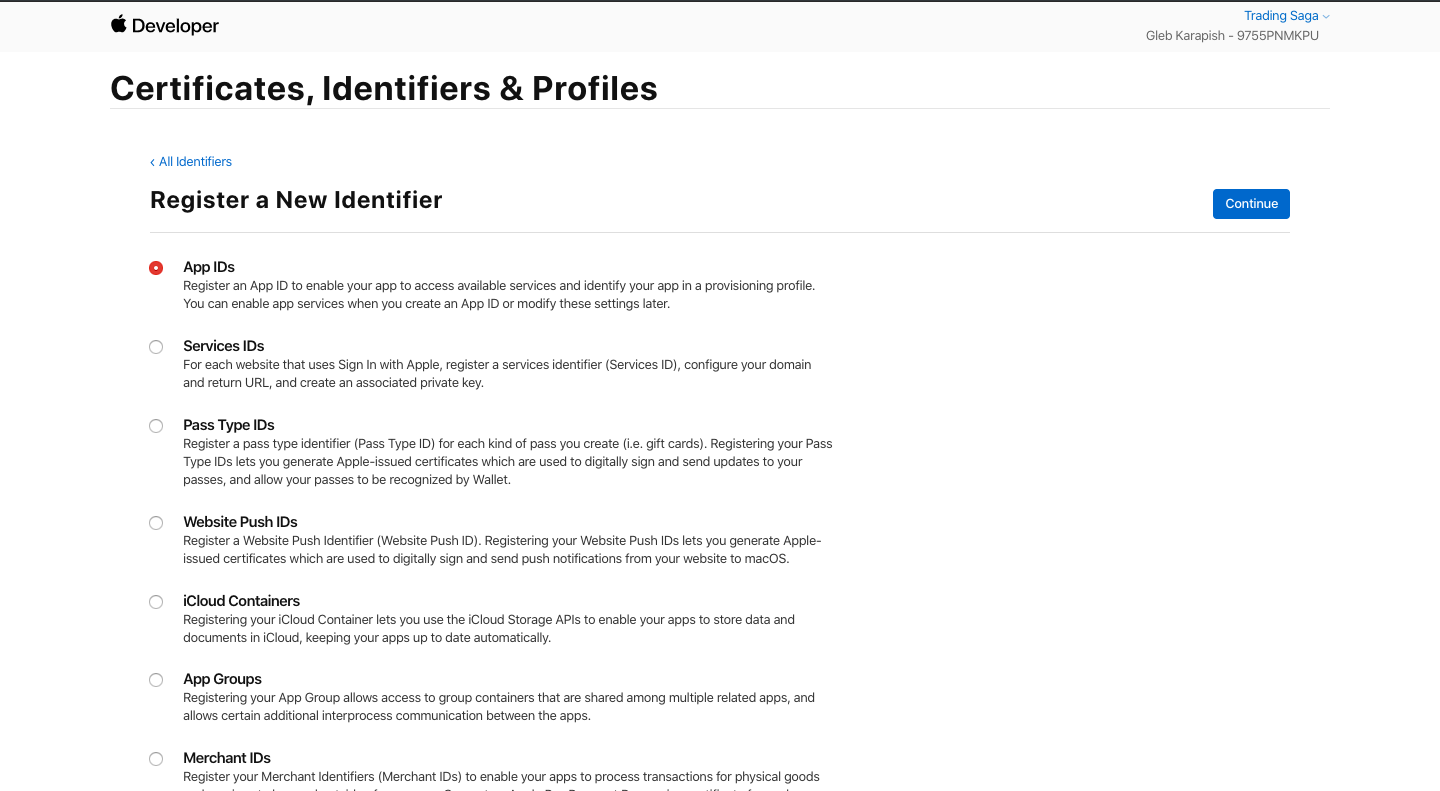 Developer
Trading Saga
Gleb Karapish - 9755PNMKPU
Certificates, Identifiers & Profiles
‹ All Identifiers
Register a New Identifier
Continue
App IDs
Register an App ID to enable your app to access available services and identify your app in a provisioning profile.
You can enable app services when you create an App ID or modify these settings later.
Services IDs
For each website that uses Sign In with Apple, register a services identifier (Services ID), configure your domain
and return URL, and create an associated private key.
Pass Type IDs
Register a pass type identifier (Pass Type ID) for each kind of pass you create (i.e. gift cards). Registering your Pass
Type IDs lets you generate Apple-issued certificates which are used to digitally sign and send updates to your
passes, and allow your passes to be recognized by Wallet.
Website Push IDs
Register a Website Push Identifier (Website Push ID). Registering your Website Push IDs lets you generate Apple-
issued certificates which are used to digitally sign and send push notifications from your website to macOS.
iCloud Containers
Registering your iCloud Container lets you use the iCloud Storage APIs to enable your apps to store data and
documents in iCloud, keeping your apps up to date automatically.
App Groups
Registering your App Group allows access to group containers that are shared among multiple related apps, and
allows certain additional interprocess communication between the apps.
Merchant IDs
Register your Merchant Identifiers (Merchant IDs) to enable your apps to process transactions for physical goods